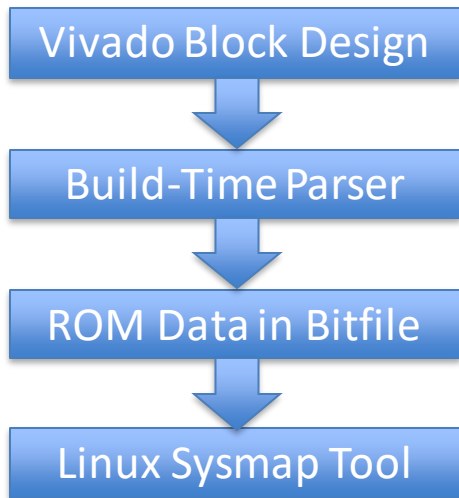 Vivado Block Design
Build-Time Parser
ROM Data in Bitfile
Linux Sysmap Tool